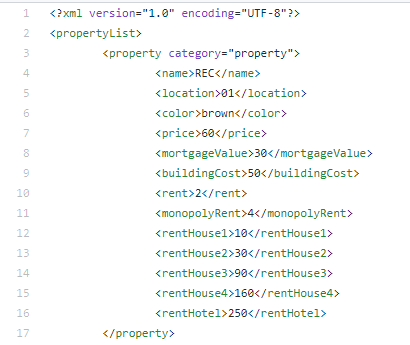 1 <?xml version="1.0" encoding="UTF-8"?>
2 <propertyList>
3 <property category="property">
4 <name>REC</name>
5 <location>01</location>
6 <color>brown</color>
7 <price>60</price>
8 <mortgageValue>30</mortgageValue>
9 <buildingCost>50</buildingCost>
10 <rent>2</rent>
11 <monopolyRent>4</monopolyRent>
12 <rentHouse1>10</rentHouse1>
13 <rentHouse2>30</rentHouse2>
14 <rentHouse3>90</rentHouse3>
15 <rentHouse4>160</rentHouse4>
16 <rentHotel>250</rentHotel>
17 </property>